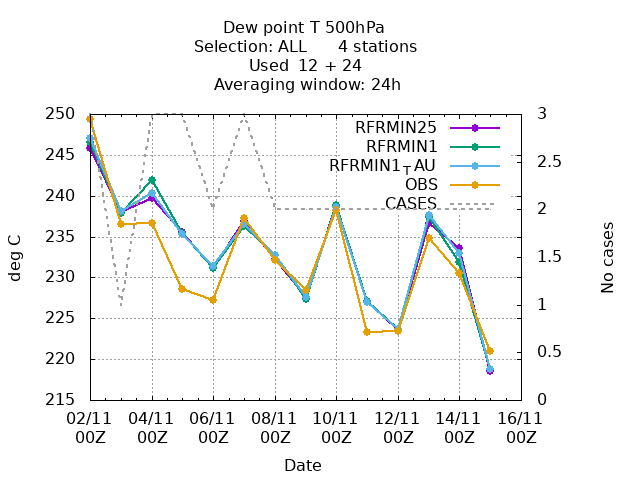 Dew point T 500hPa
Selection: ALL 4 stations
Used 12 + 24
Averaging window: 24h
RFRMIN25
RFRMIN1
RFRMIN1┬AU
OBS
CASES
250
245
240
235
230
225
220
215
3
2.5
2
1.5
1
0.5
0
deg C
No cases
02/11 04/11 06/11 08/11 10/11 12/11 14/11 16/11
00Z 00Z 00Z 00Z 00Z 00Z 00Z 00Z
Date